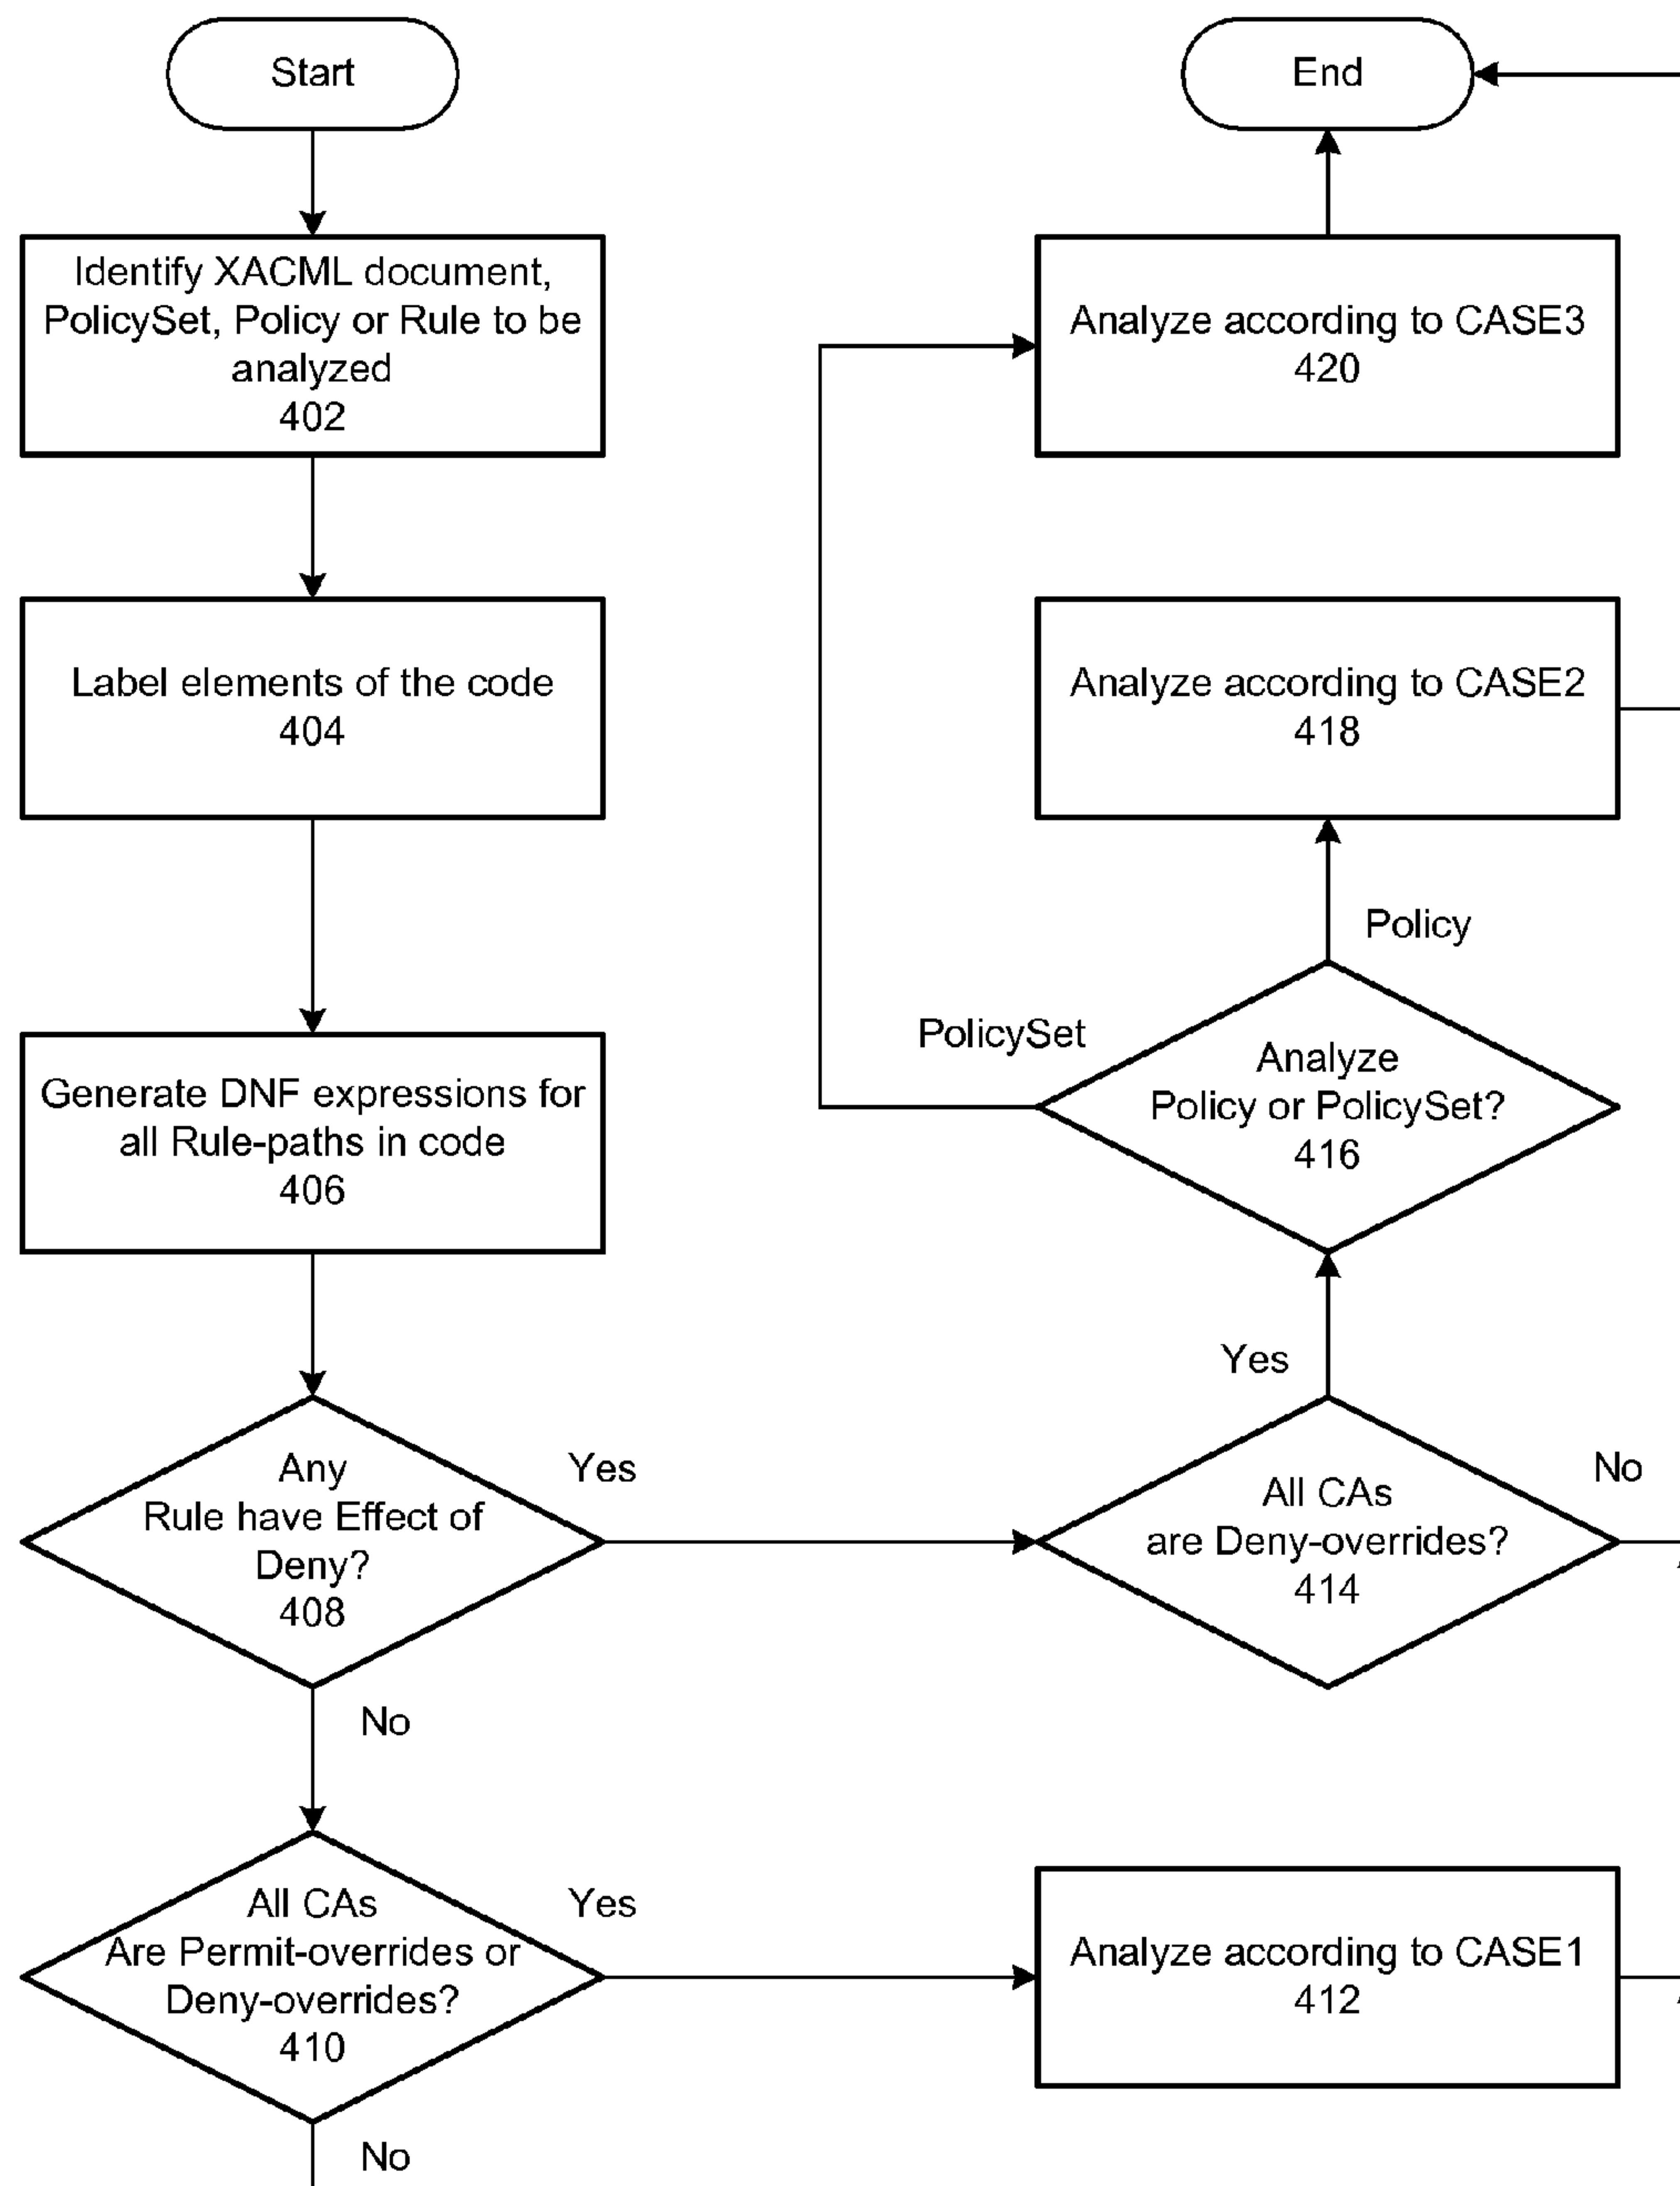 Start
Identify XACML document,
PolicySet, Policy or Rule to be
analyzed
402
Label elements of the code
404
Generate DNF expressions for
all Rule-paths in code
406
Any
Rule have Effect of
Deny?
408
Yes
No
All CAs
Are Permit-overrides or
Deny-overrides?
410
Yes
No
End
Analyze according to CASE3
420
Analyze according to CASE2
418
Policy
PolicySet
Analyze
Policy or PolicySet?
416
Yes
All CAs
are Deny-overrides?
414
No
Analyze according to CASE1
412